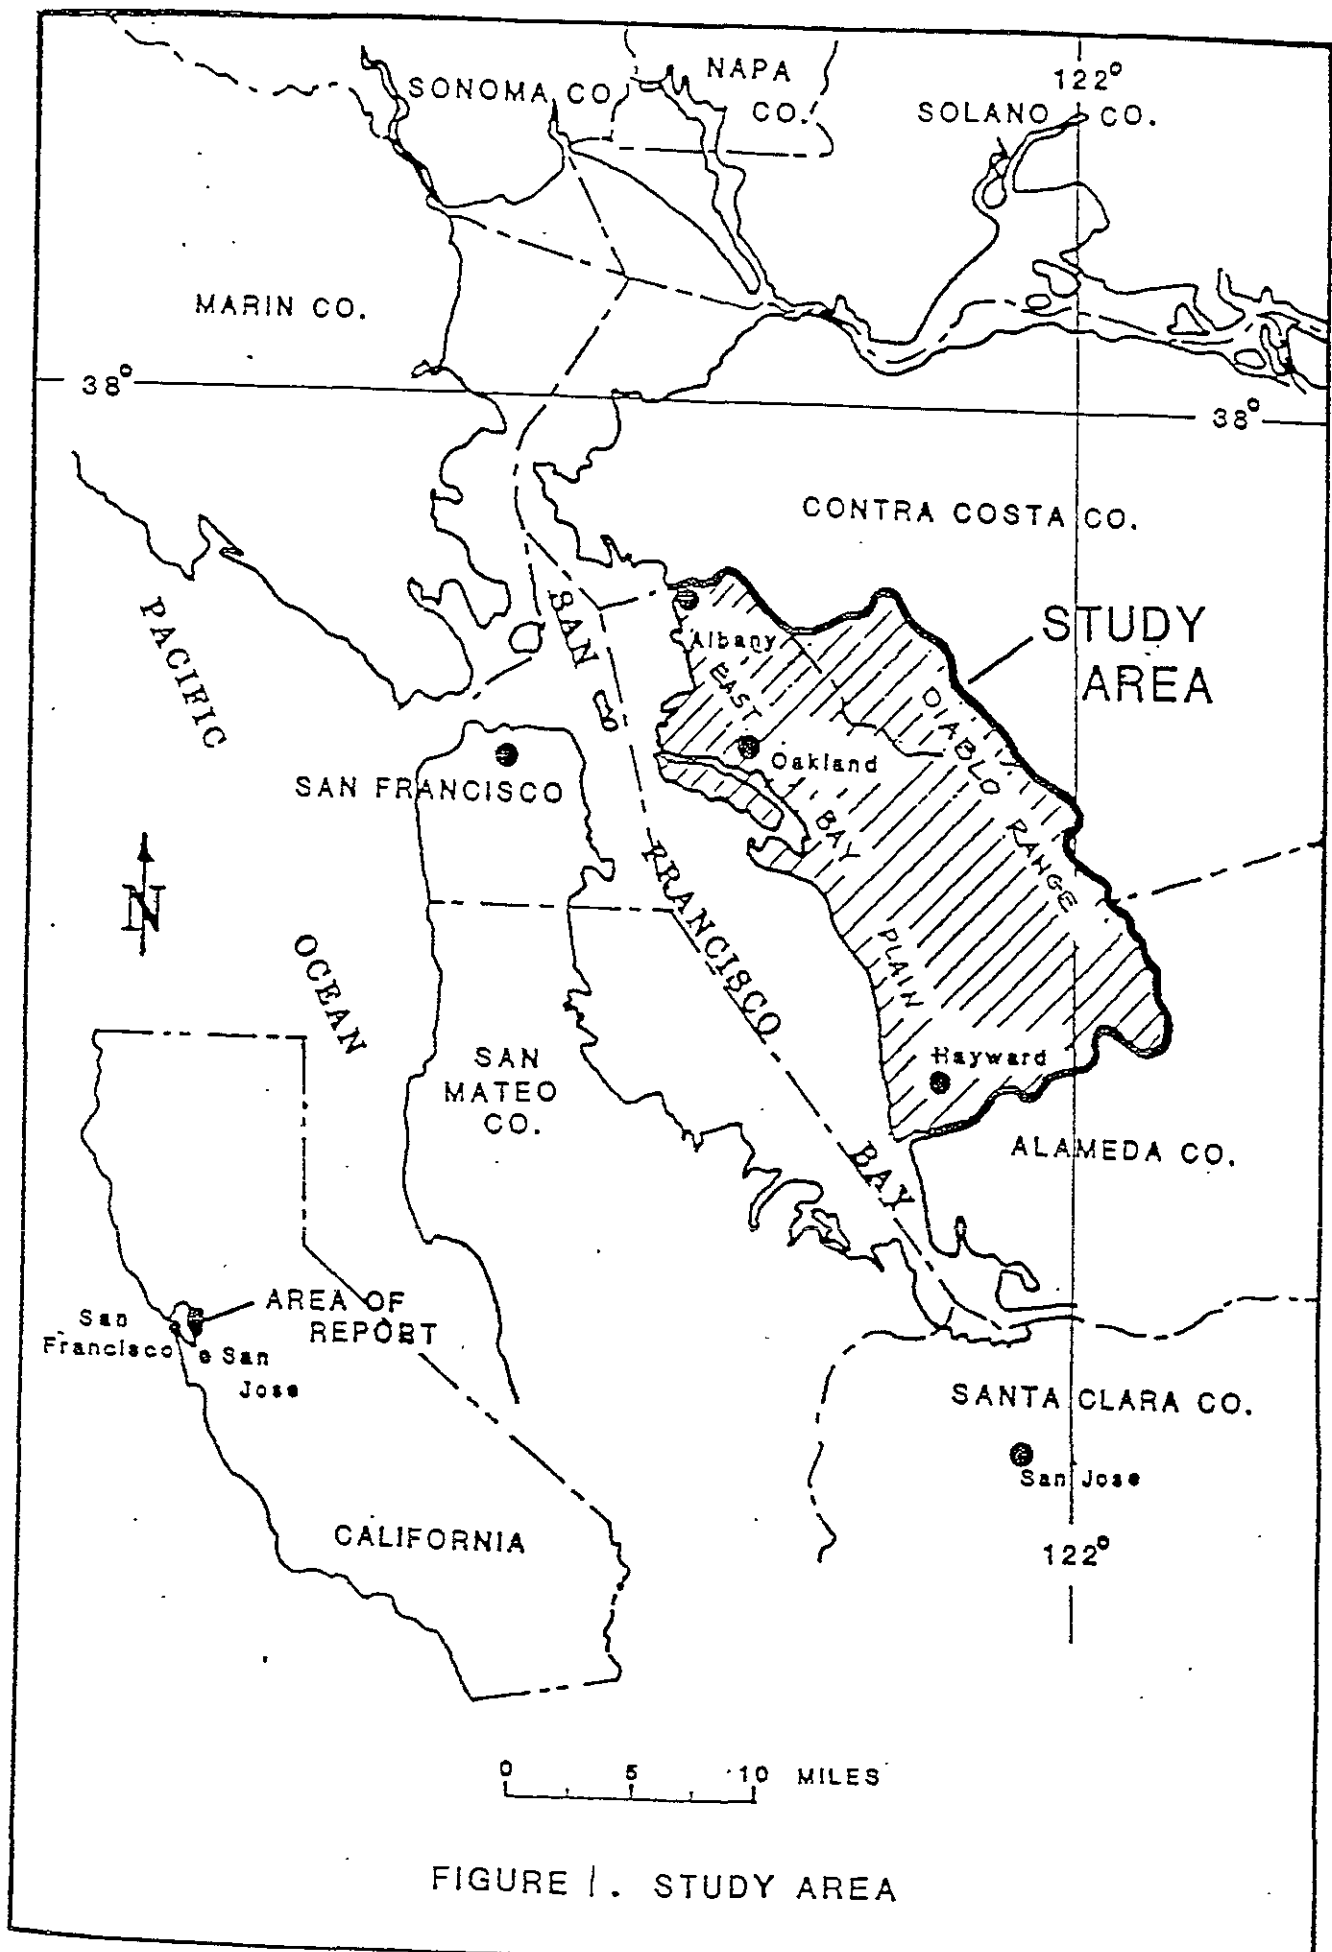 122°
SONOMA CO
NAPA
CO.
SOLANO CO.
MARIN CO.
38°
38°
CONTRA COSTA CO.
STUDY
AREA
PACIFIC
OCEAN
SAN
FRANCISCO
BAY
Albany
EAST
BAY
PLAIN
DIABLO
RANGE
Oakland
SAN FRANCISCO
N
SAN
MATEO
CO.
Hayward
ALAMEDA CO.
AREA OF
REPORT
San
Francisco
San
Jose
SANTA CLARA CO.
San Jose
CALIFORNIA
122°
0 5 10 MILES
FIGURE 1. STUDY AREA